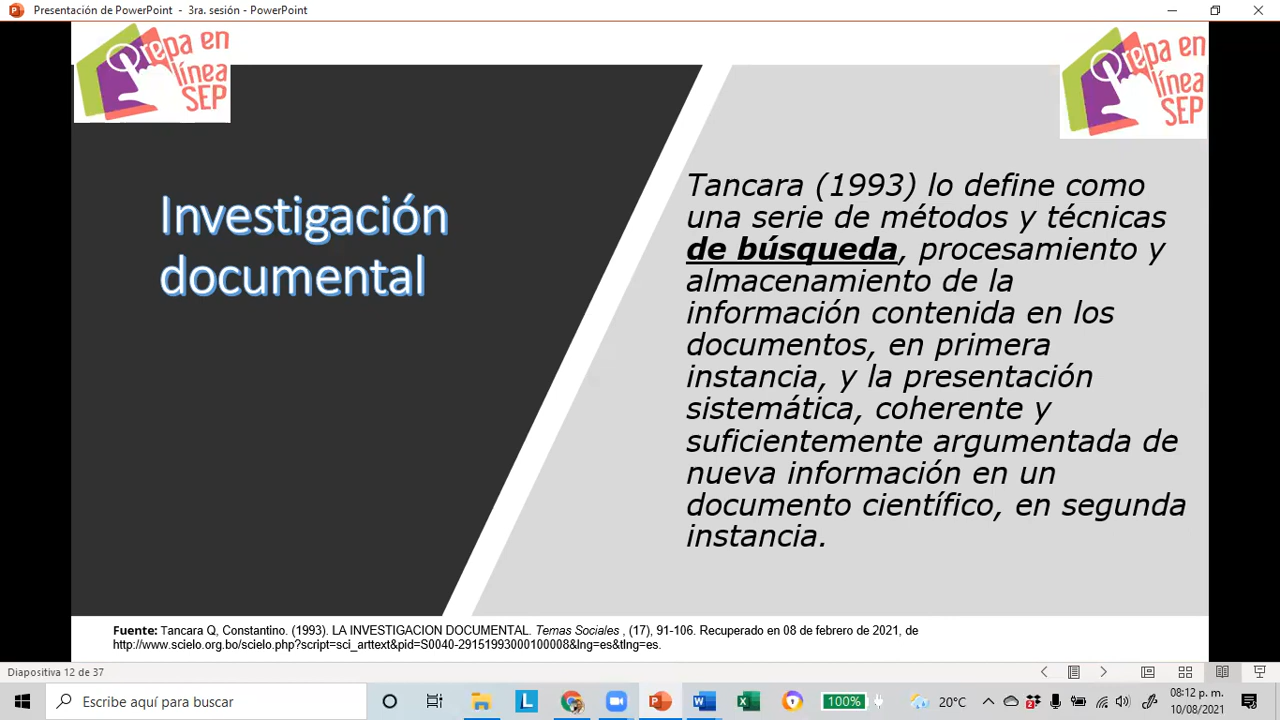 Presentación de PowerPoint - 3ra. sesión - PowerPoint
Prepa en
línea
SEP
Prepa en
línea
SEP
Investigación
documental
Tancara (1993) lo define como
una serie de métodos y técnicas
de búsqueda, procesamiento y
almacenamiento de la
información contenida en los
documentos, en primera
instancia, y la presentación
sistemática, coherente y
suficientemente argumentada de
nueva información en un
documento científico, en segunda
instancia.
Fuente: Tancara Q, Constantino. (1993). LA INVESTIGACION DOCUMENTAL. Temas Sociales , (17), 91-106. Recuperado en 08 de febrero de 2021, de
http://www.scielo.org.bo/scielo.php?script=sci_arttext&pid=S0040-29151993000100008&lng=es&tlng=es.
Diapositiva 12 de 37
Escribe aquí para buscar
L
100%
20°C
2
08:12 p. m.
10/08/2021